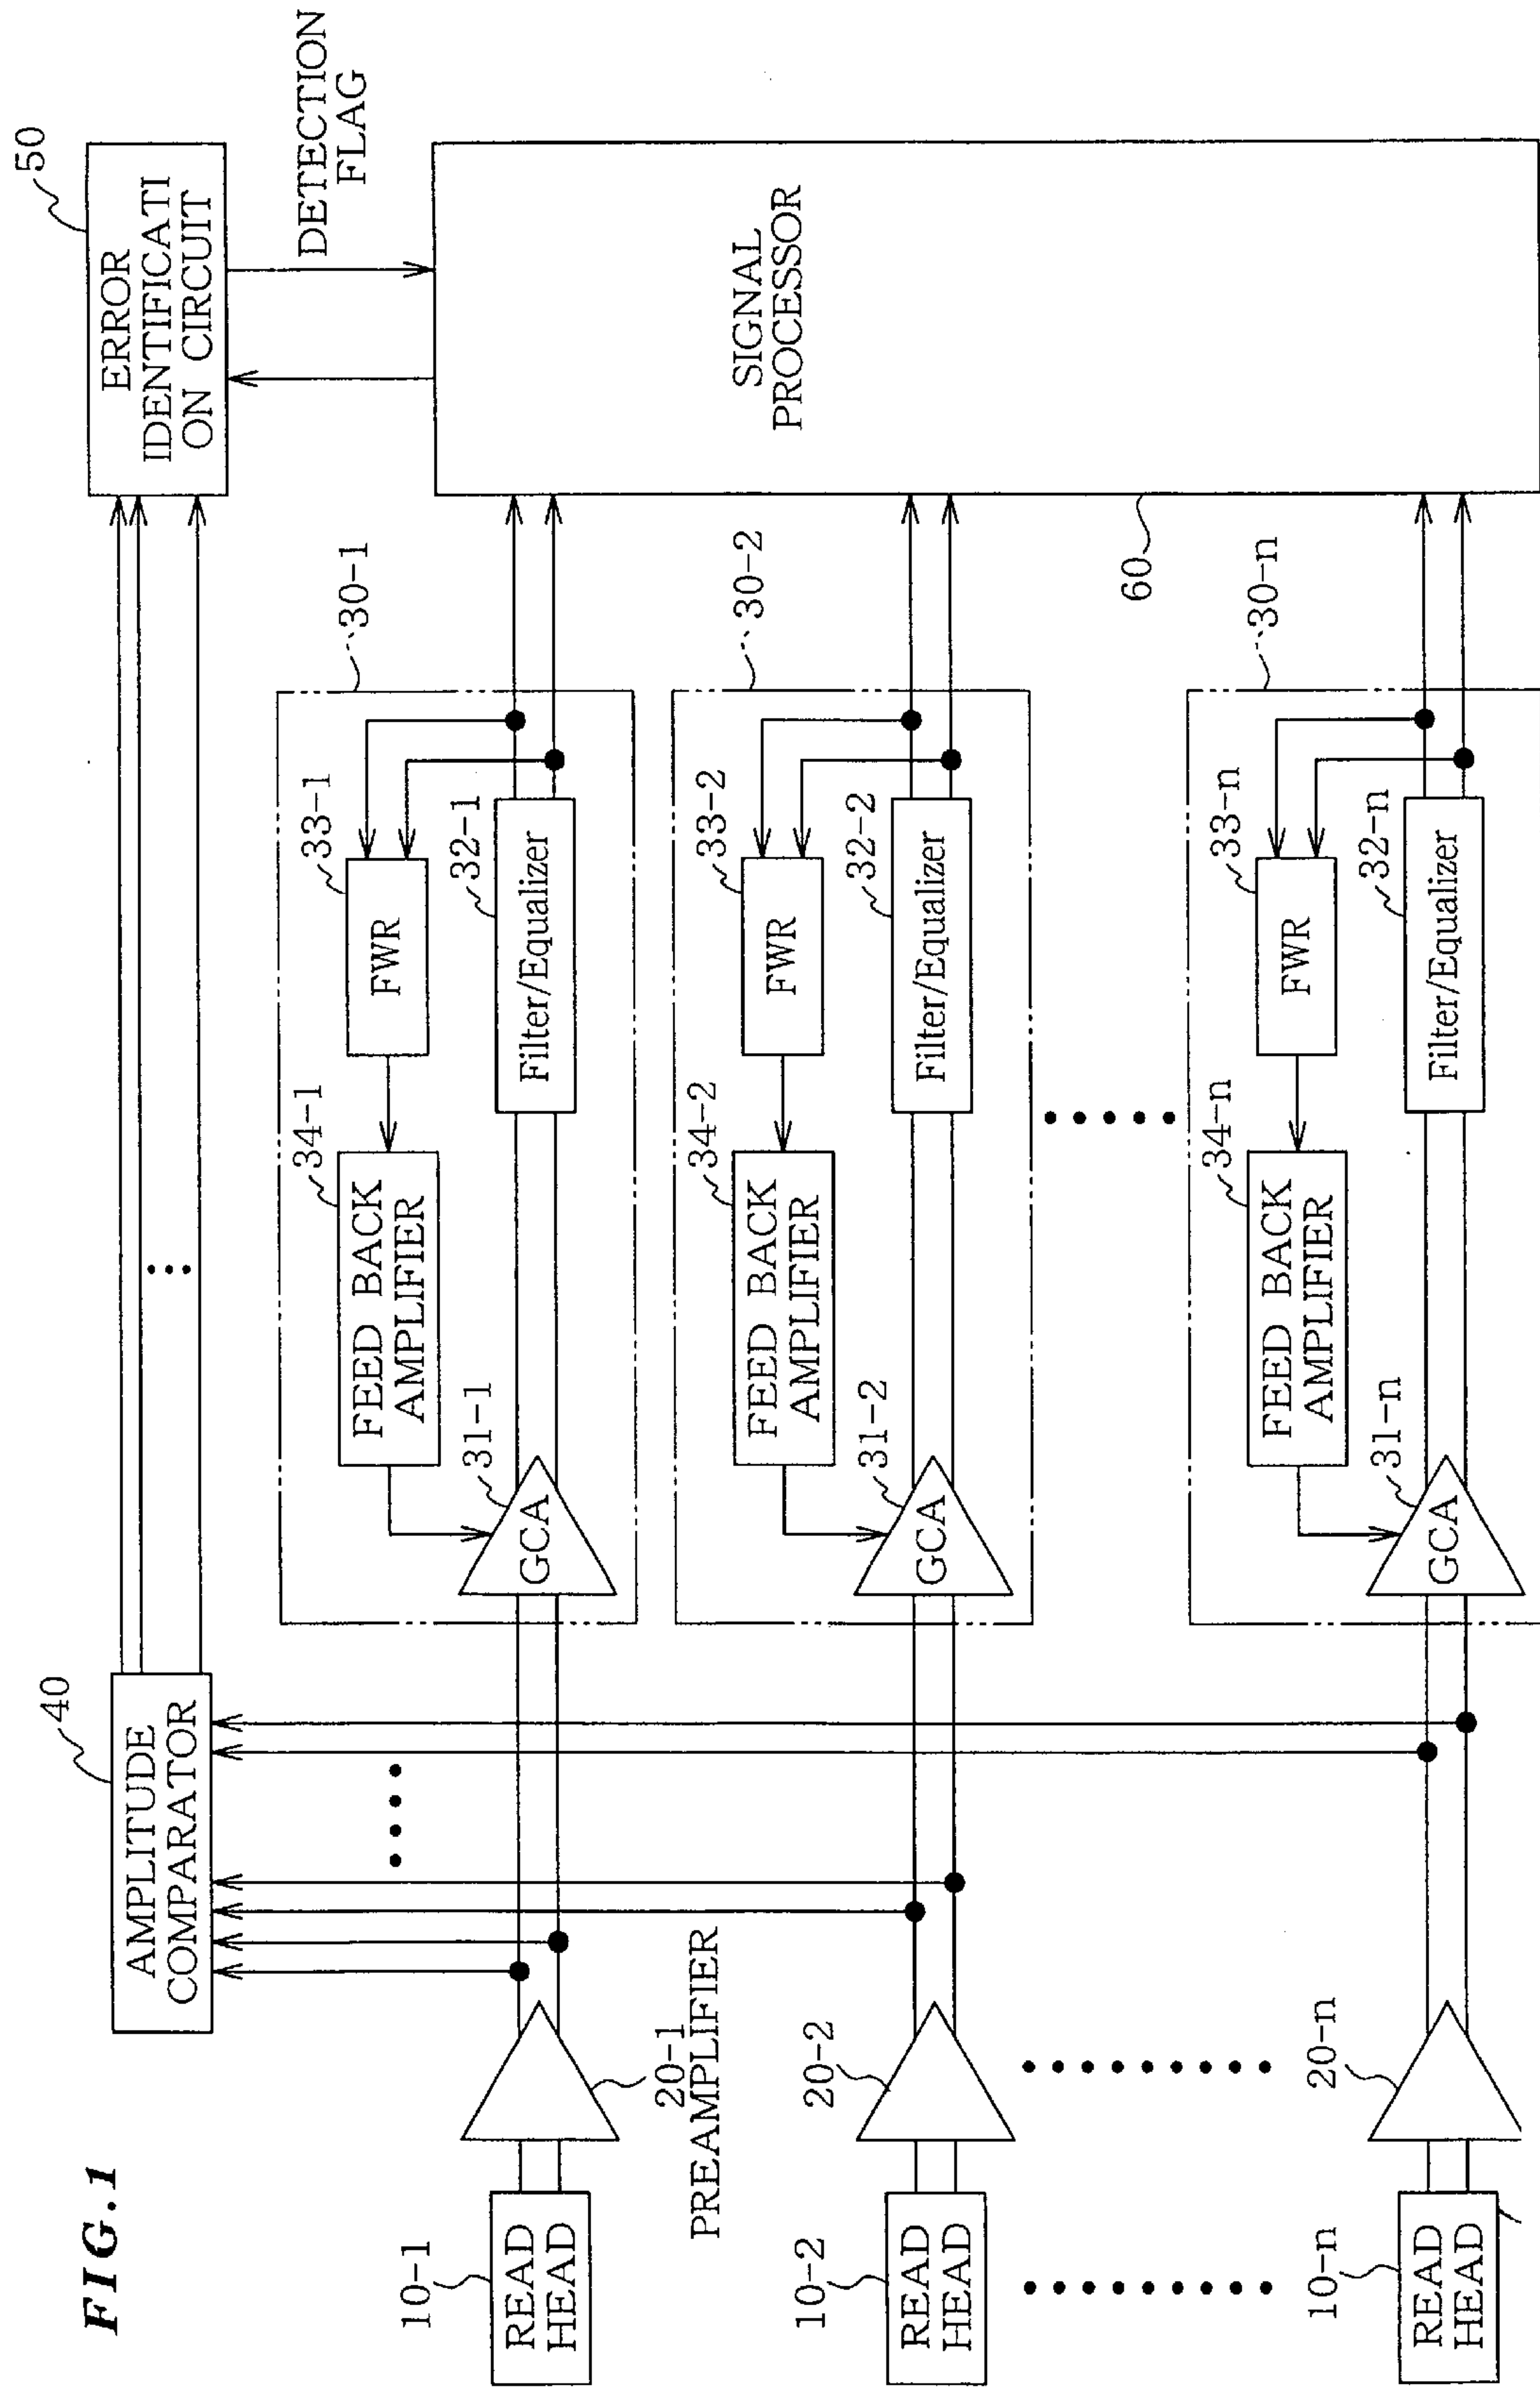 FIG.1
40
AMPLITUDE
COMPARATOR
50
ERROR
IDENTIFICATI
ON CIRCUIT
DETECTION
FLAG
30-1
34-1
FEED BACK
AMPLIFIER
33-1
FWR
10-1
READ
HEAD
20-1
PREAMPLIFIER
31-1
GCA
32-1
Filter/Equalizer
SIGNAL
PROCESSOR
30-2
34-2
FEED BACK
AMPLIFIER
33-2
FWR
10-2
READ
HEAD
20-2
31-2
GCA
32-2
Filter/Equalizer
60
30-n
34-n
FEED BACK
AMPLIFIER
33-n
FWR
10-n
READ
HEAD
20-n
31-n
GCA
32-n
Filter/Equalizer